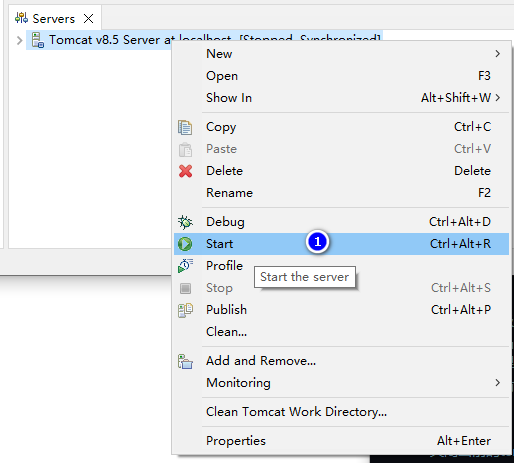 Servers
Tomcat v8.5 Server at localhost [Stopped, Synchronized]
New
Open F3
Show In Alt+Shift+W
Copy Ctrl+C
Paste Ctrl+V
Delete Delete
Rename F2
Debug Ctrl+Alt+D
Start 1 Ctrl+Alt+R
Profile
Start the server
Stop Ctrl+Alt+S
Publish Ctrl+Alt+P
Clean...
Add and Remove...
Monitoring
Clean Tomcat Work Directory...
Properties Alt+Enter